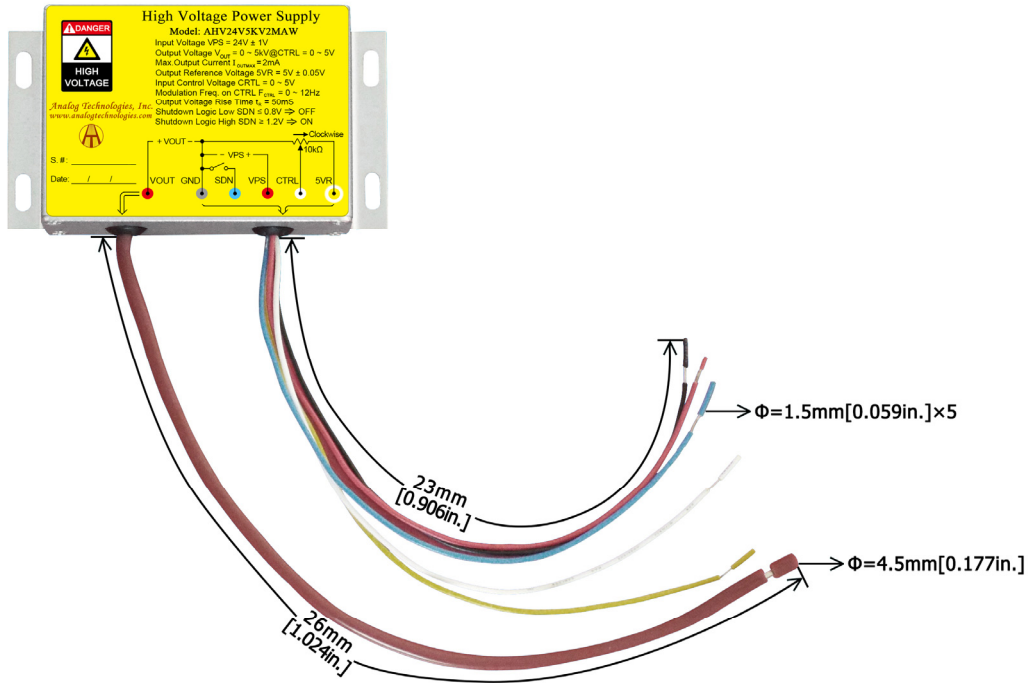 High Voltage Power Supply
Model: AHV24V5KV2MAW
DANGER
HIGH
VOLTAGE
Input Voltage VPS = 24V ± 1V
Output Voltage VOUT = 0 ~ 5kV@CTRL = 0 ~ 5V
Max.Output Current IOUTMAX = 2mA
Output Reference Voltage 5VR = 5V ± 0.05V
Input Control Voltage CRTL = 0 ~ 5V
Modulation Freq. on CTRL FCTRL = 0 ~ 12Hz
Output Voltage Rise Time tR = 50mS
Shutdown Logic Low SDN ≤ 0.8V ⇒ OFF
Shutdown Logic High SDN ≥ 1.2V ⇒ ON
Analog Technologies, Inc.
www.analogtechnologies.com
AT
S. #:
Date: / /
Clockwise
+ VOUT -
10kΩ
- VPS +
VOUT GND SDN VPS CTRL 5VR
Φ=1.5mm[0.059in.]×5
23mm
[0.906in.]
Φ=4.5mm[0.177in.]
26mm
[1.024in.]